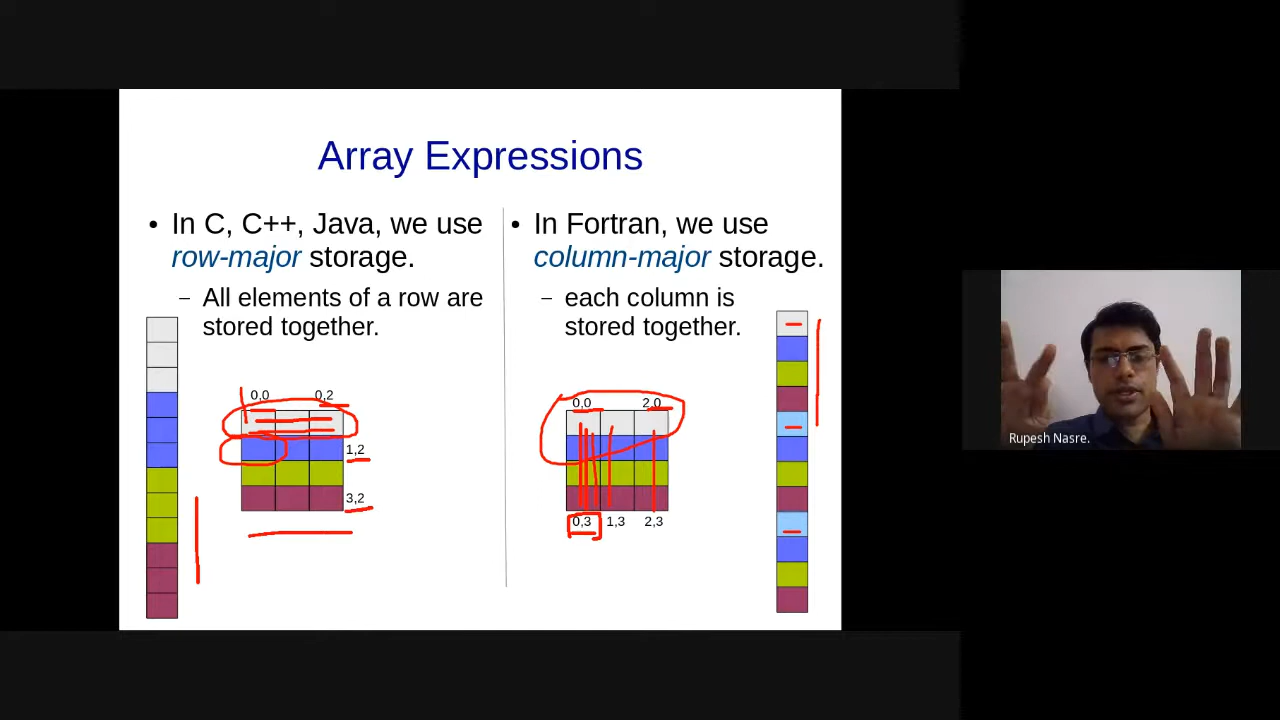 Array Expressions
• In C, C++, Java, we use
row-major storage.
– All elements of a row are
stored together.
0,0 0,2
1,2
3,2
• In Fortran, we use
column-major storage.
– each column is
stored together.
0,0 2,0
0,3 1,3 2,3
Rupesh Nasre.